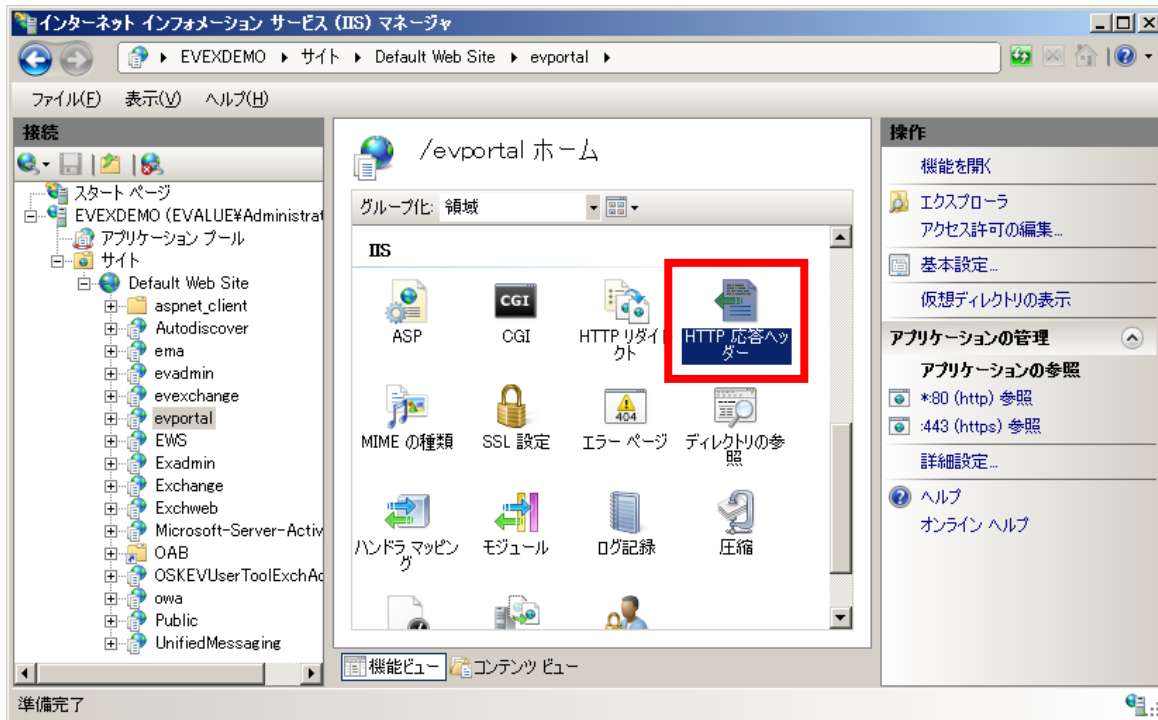 インターネット インフォメーション サービス (IIS) マネージャ
EVEXDEMO サイト Default Web Site evportal
ファイル(F) 表示(V) ヘルプ(H)
接続
スタート ページ
EVEXDEMO (EVALUE¥Administrat
アプリケーション プール
サイト
Default Web Site
aspnet_client
Autodiscover
ema
evadmin
evexchange
evportal
EWS
Exadmin
Exchange
Exchweb
Microsoft-Server-Activ
OAB
OSKEVUserToolExchAc
owa
Public
UnifiedMessaging
/evportal ホーム
グループ化: 領域
IIS
CGI
ASP
CGI
HTTP リダイレ
クト
HTTP 応答ヘッ
ダー
404
MIME の種類
SSL 設定
エラー ページ
ディレクトリの参
照
ハンドラ マッピン
グ
モジュール
ログ記録
圧縮
機能ビュー
コンテンツ ビュー
操作
機能を開く
エクスプローラ
アクセス許可の編集...
基本設定...
仮想ディレクトリの表示
アプリケーションの管理
アプリケーションの参照
*:80 (http) 参照
:443 (https) 参照
詳細設定...
ヘルプ
オンライン ヘルプ
準備完了